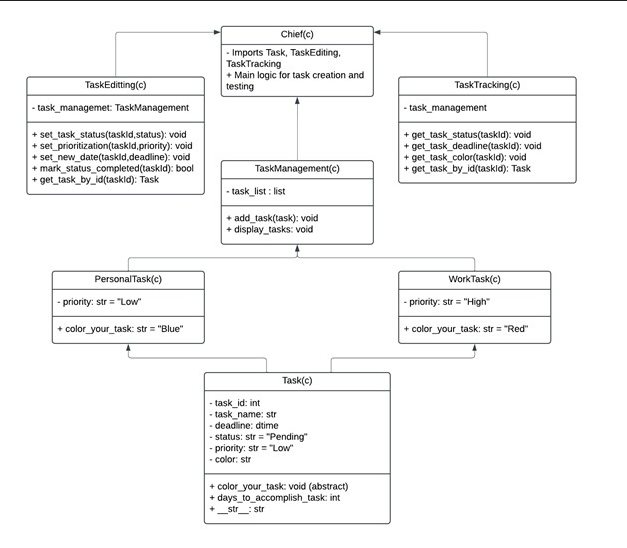 Chief(c)
- Imports Task, TaskEditing,
TaskTracking
+ Main logic for task creation and
testing
TaskEditting(c)
- task_managemet: TaskManagement
+ set_task_status(taskId,status): void
+ set_prioritization(taskId,priority): void
+ set_new_date(taskId,deadline): void
+ mark_status_completed(taskId): bool
+ get_task_by_id(taskId): Task
TaskTracking(c)
- task_management
+ get_task_status(taskId): void
+ get_task_deadline(taskId): void
+ get_task_color(taskId): void
+ get_task_by_id(taskId): Task
TaskManagement(c)
- task_list : list
+ add_task(task): void
+ display_tasks: void
PersonalTask(c)
- priority: str = "Low"
+ color_your_task: str = "Blue"
WorkTask(c)
- priority: str = "High"
+ color_your_task: str = "Red"
Task(c)
- task_id: int
- task_name: str
- deadline: dtime
- status: str = "Pending"
- priority: str = "Low"
- color: str
+ color_your_task: void (abstract)
+ days_to_accomplish_task: int
+ __str__: str